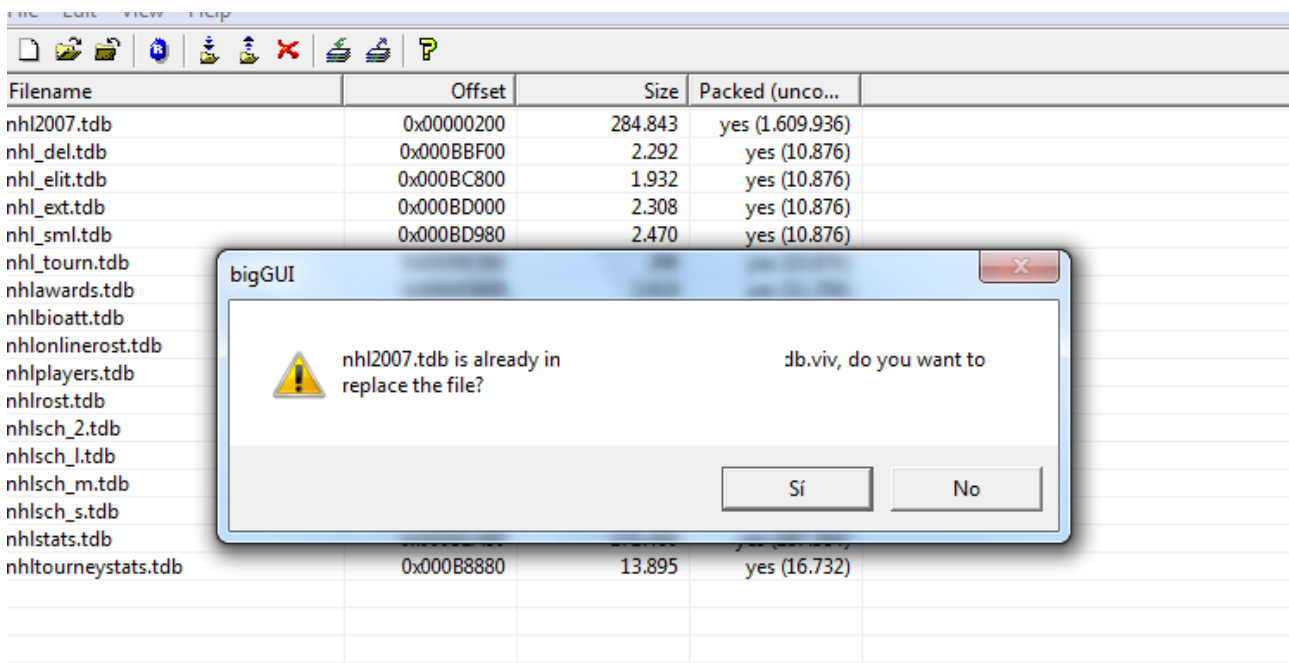 File Edit View Help
Filename Offset Size Packed (unco...
nhl2007.tdb 0x00000200 284.843 yes (1.609.936)
nhl_del.tdb 0x000BBF00 2.292 yes (10.876)
nhl_elit.tdb 0x000BC800 1.932 yes (10.876)
nhl_ext.tdb 0x000BD000 2.308 yes (10.876)
nhl_sml.tdb 0x000BD980 2.470 yes (10.876)
nhl_tourn.tdb
nhlawards.tdb
nhlbioatt.tdb
nhlonlinerost.tdb
nhlplayers.tdb
nhlrost.tdb
nhlsch_2.tdb
nhlsch_l.tdb
nhlsch_m.tdb
nhlsch_s.tdb
nhlstats.tdb
nhltourneystats.tdb 0x000B8880 13.895 yes (16.732)
bigGUI
nhl2007.tdb is already in db.viv, do you want to
replace the file?
Sí No